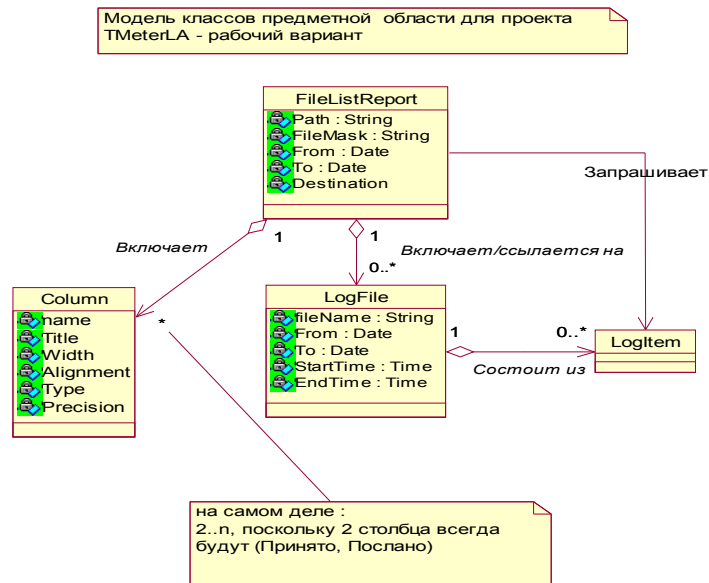 Модель классов предметной области для проекта
TMeterLA - рабочий вариант
FileListReport
Path : String
FileMask : String
From : Date
To : Date
Destination
Запрашивает
Включает
1
1
Включает/ссылается на
0..*
Column
name
Title
Width
Alignment
Type
Precision
*
LogFile
fileName : String
From : Date
To : Date
StartTime : Time
EndTime : Time
1
0..*
Состоит из
LogItem
на самом деле :
2..n, поскольку 2 столбца всегда
будут (Принято, Послано)